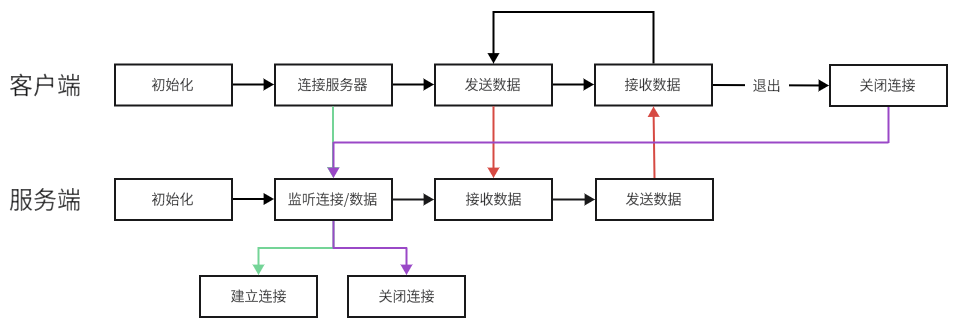 客户端
初始化
连接服务器
发送数据
接收数据
退出
关闭连接
服务端
初始化
监听连接/数据
接收数据
发送数据
建立连接
关闭连接